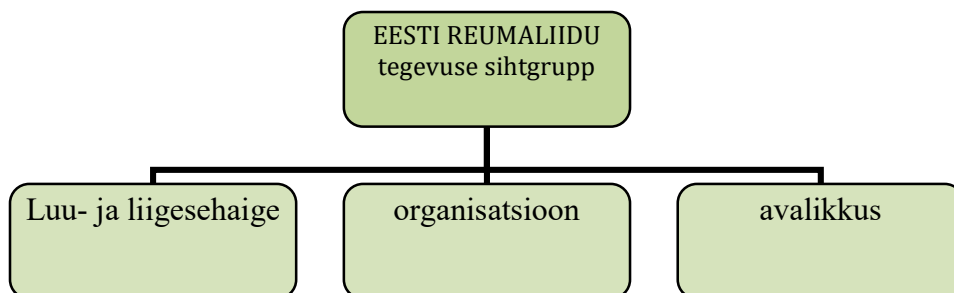 EESTI REUMALIIDU
tegevuse sihtgrupp
Luu- ja liigesehaige
organisatsioon
avalikkus